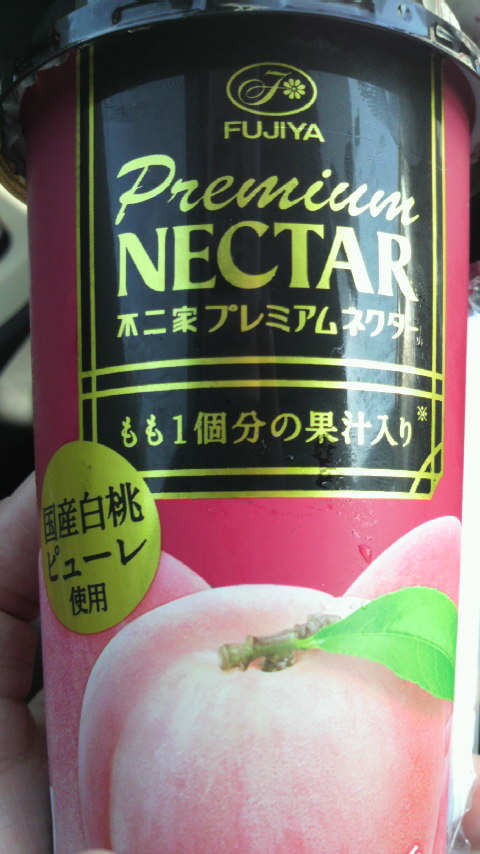 FUJIYA
Premium
NECTAR
不二家プレミアムネクター
もも1個分の果汁入り※
国産白桃
ピューレ
使用